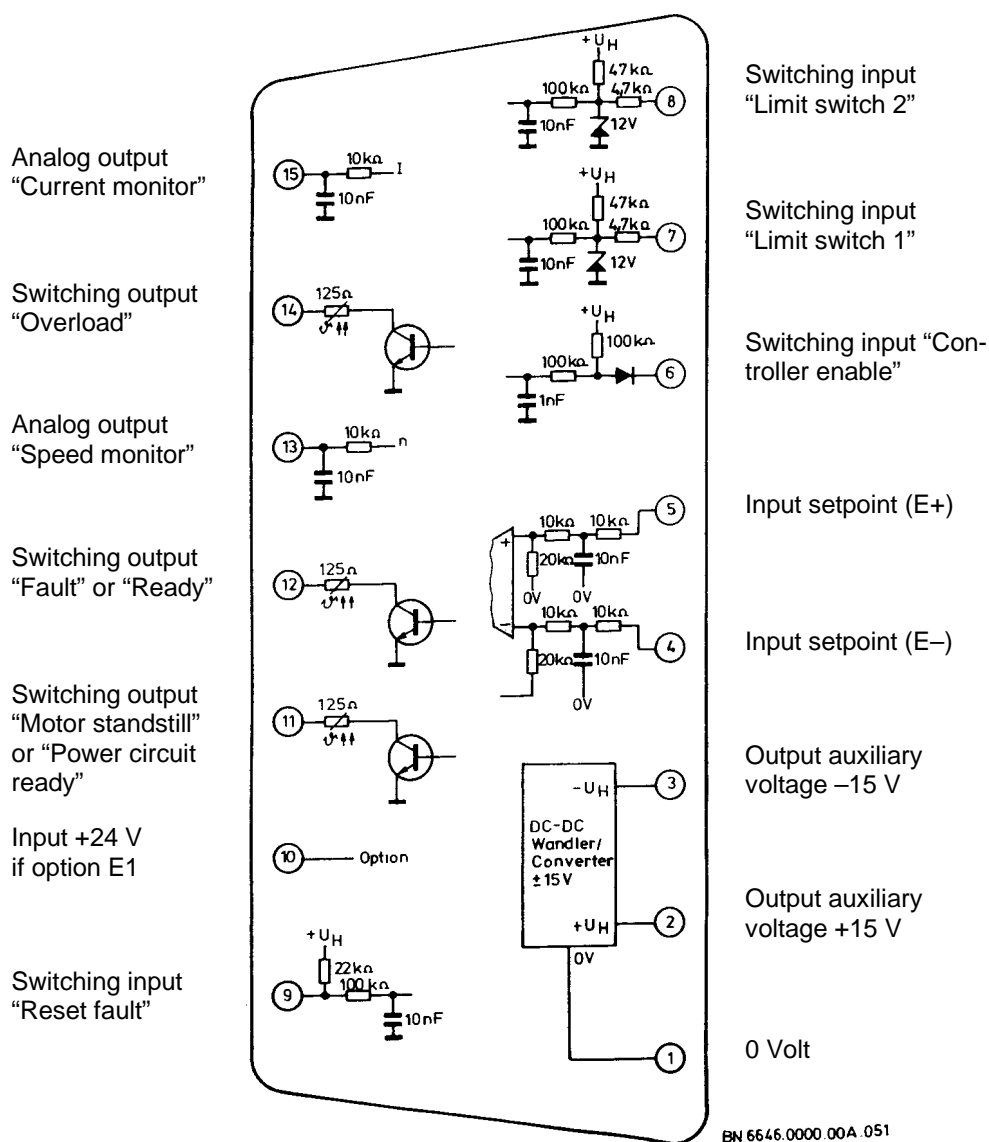 Analog output
“Current monitor”
Switching output
“Overload”
Analog output
“Speed monitor”
Switching output
“Fault” or “Ready”
Switching output
“Motor standstill”
or “Power circuit
ready”
Input +24 V
if option E1
Switching input
“Reset fault”
15
10kΩ
I
10nF
14
125Ω
ϑ
13
10kΩ
n
10nF
12
125Ω
ϑ
11
125Ω
ϑ
10
Option
+UH
22kΩ
9
100kΩ
10nF
+UH
47kΩ
100kΩ
4,7kΩ
8
10nF
12V
+UH
47kΩ
100kΩ
4,7kΩ
7
10nF
12V
+UH
100kΩ
100kΩ
6
1nF
5
10kΩ
10kΩ
+
20kΩ
10nF
0V
0V
10kΩ
10kΩ
–
4
20kΩ
10nF
0V
-UH
3
DC-DC
Wandler/
Converter
±15V
+UH
2
0V
1
Switching input
“Limit switch 2”
Switching input
“Limit switch 1”
Switching input “Con-
troller enable”
Input setpoint (E+)
Input setpoint (E–)
Output auxiliary
voltage –15 V
Output auxiliary
voltage +15 V
0 Volt
BN 6646.0000.00A.051